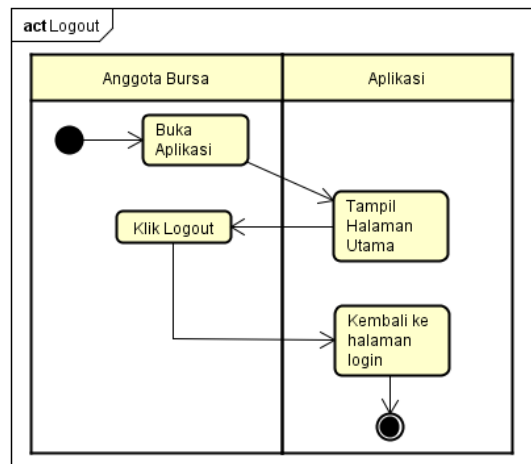 act Logout
Anggota Bursa
Aplikasi
Buka
Aplikasi
Tampil
Halaman
Utama
Klik Logout
Kembali ke
halaman
login